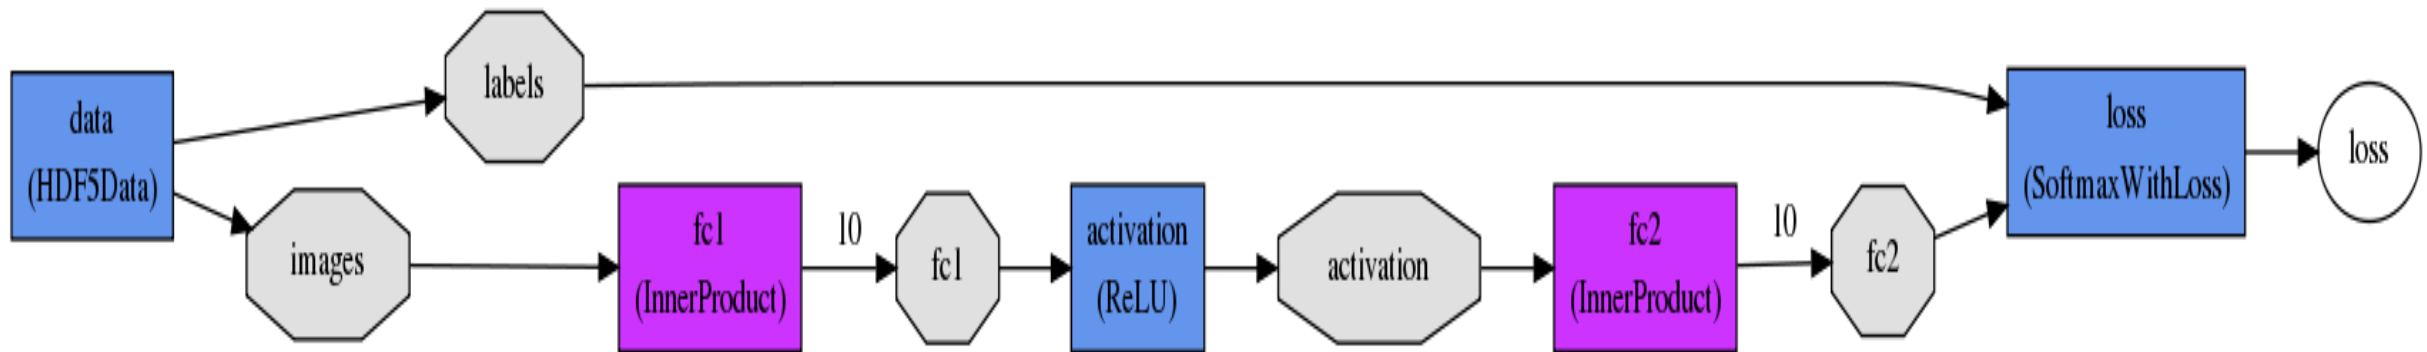 data
(HDF5Data)
labels
images
fc1
(InnerProduct)
10
fc1
activation
(ReLU)
activation
fc2
(InnerProduct)
10
fc2
loss
(SoftmaxWithLoss)
loss